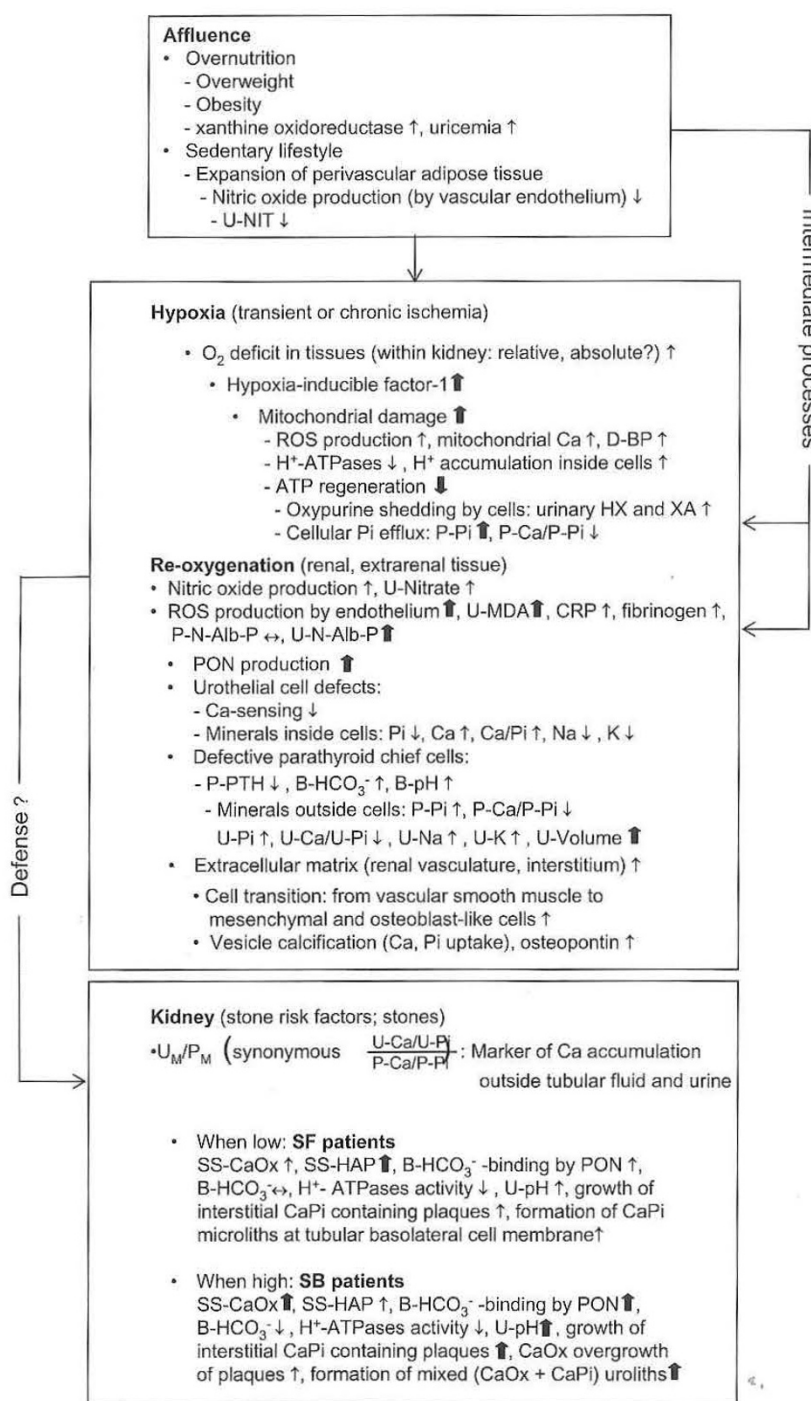 Affluence
• Overnutrition
- Overweight
- Obesity
- xanthine oxidoreductase ↑, uricemia ↑
• Sedentary lifestyle
- Expansion of perivascular adipose tissue
- Nitric oxide production (by vascular endothelium) ↓
- U-NIT ↓
Intermediate processes
Hypoxia (transient or chronic ischemia)
• O₂ deficit in tissues (within kidney: relative, absolute?) ↑
• Hypoxia-inducible factor-1⬆
• Mitochondrial damage ⬆
- ROS production ↑, mitochondrial Ca ↑, D-BP ↑
- H⁺-ATPases ↓, H⁺ accumulation inside cells ↑
- ATP regeneration ⬇
- Oxypurine shedding by cells: urinary HX and XA ↑
- Cellular Pi efflux: P-Pi⬆, P-Ca/P-Pi ↓
Re-oxygenation (renal, extrarenal tissue)
• Nitric oxide production ↑, U-Nitrate ↑
• ROS production by endothelium⬆, U-MDA⬆, CRP ↑, fibrinogen ↑,
P-N-Alb-P ↔, U-N-Alb-P⬆
• PON production ⬆
• Urothelial cell defects:
- Ca-sensing ↓
- Minerals inside cells: Pi ↓, Ca ↑, Ca/Pi ↑, Na ↓, K ↓
• Defective parathyroid chief cells:
- P-PTH ↓, B-HCO₃⁻ ↑, B-pH ↑
- Minerals outside cells: P-Pi ↑, P-Ca/P-Pi ↓
U-Pi ↑, U-Ca/U-Pi ↓, U-Na ↑, U-K ↑, U-Volume ⬆
• Extracellular matrix (renal vasculature, interstitium) ↑
• Cell transition: from vascular smooth muscle to
mesenchymal and osteoblast-like cells ↑
• Vesicle calcification (Ca, Pi uptake), osteopontin ↑
Defense ?
Kidney (stone risk factors; stones)
•U_M/P_M (synonymous U-Ca/U-Pi / P-Ca/P-Pi) : Marker of Ca accumulation
outside tubular fluid and urine
• When low: SF patients
SS-CaOx ↑, SS-HAP⬆, B-HCO₃⁻ -binding by PON ↑,
B-HCO₃⁻↔, H⁺- ATPases activity ↓, U-pH ↑, growth of
interstitial CaPi containing plaques ↑, formation of CaPi
microliths at tubular basolateral cell membrane↑
• When high: SB patients
SS-CaOx⬆, SS-HAP ↑, B-HCO₃⁻ -binding by PON⬆,
B-HCO₃⁻↓, H⁺-ATPases activity ↓, U-pH⬆, growth of
interstitial CaPi containing plaques ⬆, CaOx overgrowth
of plaques ↑, formation of mixed (CaOx + CaPi) uroliths⬆